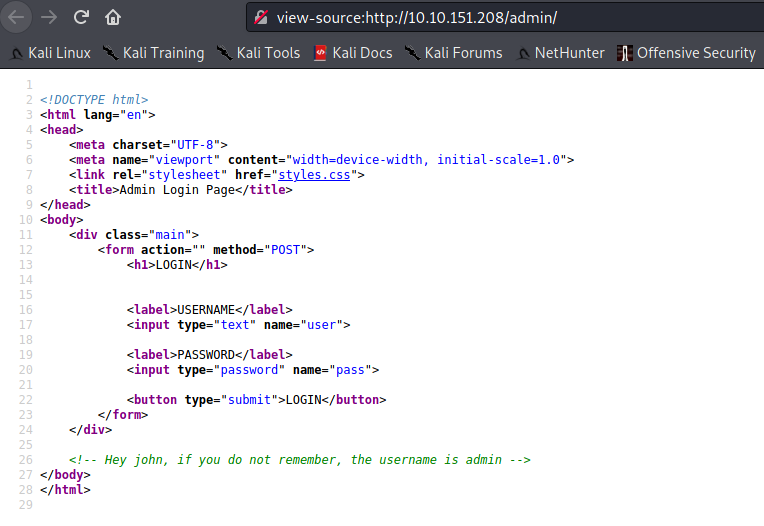 view-source:http://10.10.151.208/admin/
Kali Linux Kali Training Kali Tools Kali Docs Kali Forums NetHunter Offensive Security
1
2 <!DOCTYPE html>
3 <html lang="en">
4 <head>
5     <meta charset="UTF-8">
6     <meta name="viewport" content="width=device-width, initial-scale=1.0">
7     <link rel="stylesheet" href="styles.css">
8     <title>Admin Login Page</title>
9 </head>
10 <body>
11     <div class="main">
12         <form action="" method="POST">
13             <h1>LOGIN</h1>
14
15
16             <label>USERNAME</label>
17             <input type="text" name="user">
18
19             <label>PASSWORD</label>
20             <input type="password" name="pass">
21
22             <button type="submit">LOGIN</button>
23         </form>
24     </div>
25
26     <!-- Hey john, if you do not remember, the username is admin -->
27 </body>
28 </html>
29